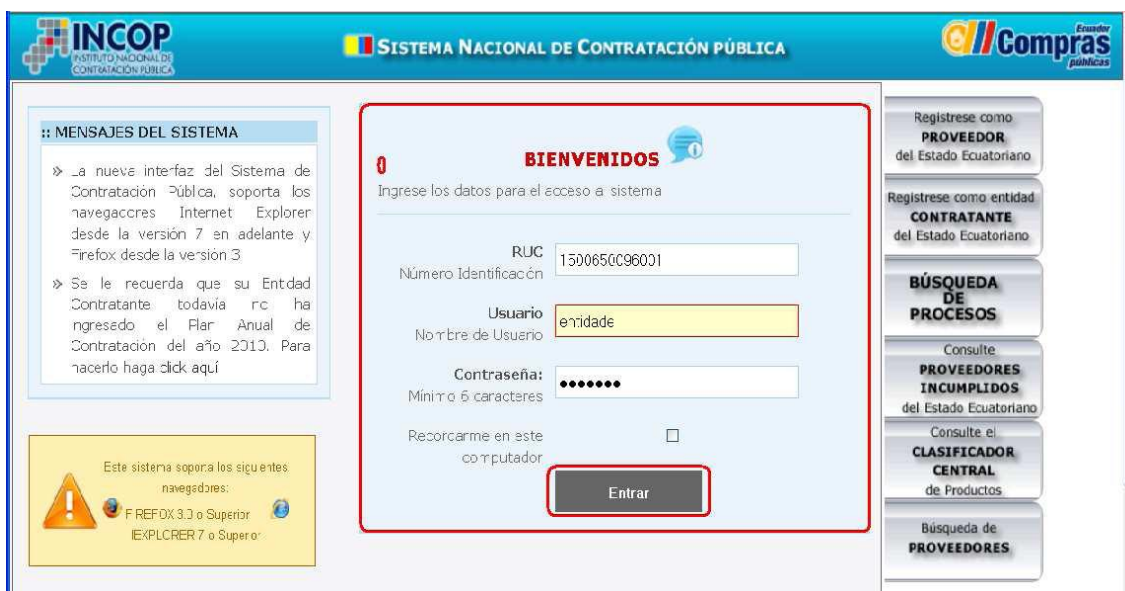 INCOP
INSTITUTO NACIONAL DE
CONTRATACIÓN PÚBLICA
SISTEMA NACIONAL DE CONTRATACIÓN PÚBLICA
Ecuador
Compras
públicas
:: MENSAJES DEL SISTEMA
La nueva interfaz del Sistema de
Contratación Pública, soporta los
navegadores Internet Explorer
desde la versión 7 en adelante y
Firefox desde la versión 3
Se le recuerda que su Entidad
Contratante todavía no ha
ingresado el Plan Anual de
Contratación del año 2010. Para
hacerlo haga click aquí
Este sistema soporta los siguientes
navegadores:
FIREFOX 3.0 o Superior
IEXPLORER 7 o Superior
BIENVENIDOS
Ingrese los datos para el acceso a sistema
RUC
Número Identificación
Usuario
entidade
Nombre de Usuario
Contraseña:
Mínimo 6 caracteres
Recordarme en este
computador
Entrar
Registrese como
PROVEEDOR
del Estado Ecuatoriano
Registrese como entidad
CONTRATANTE
del Estado Ecuatoriano
BÚSQUEDA
DE
PROCESOS
Consulte
PROVEEDORES
INCUMPLIDOS
del Estado Ecuatoriano
Consulte el
CLASIFICADOR
CENTRAL
de Productos
Búsqueda de
PROVEEDORES